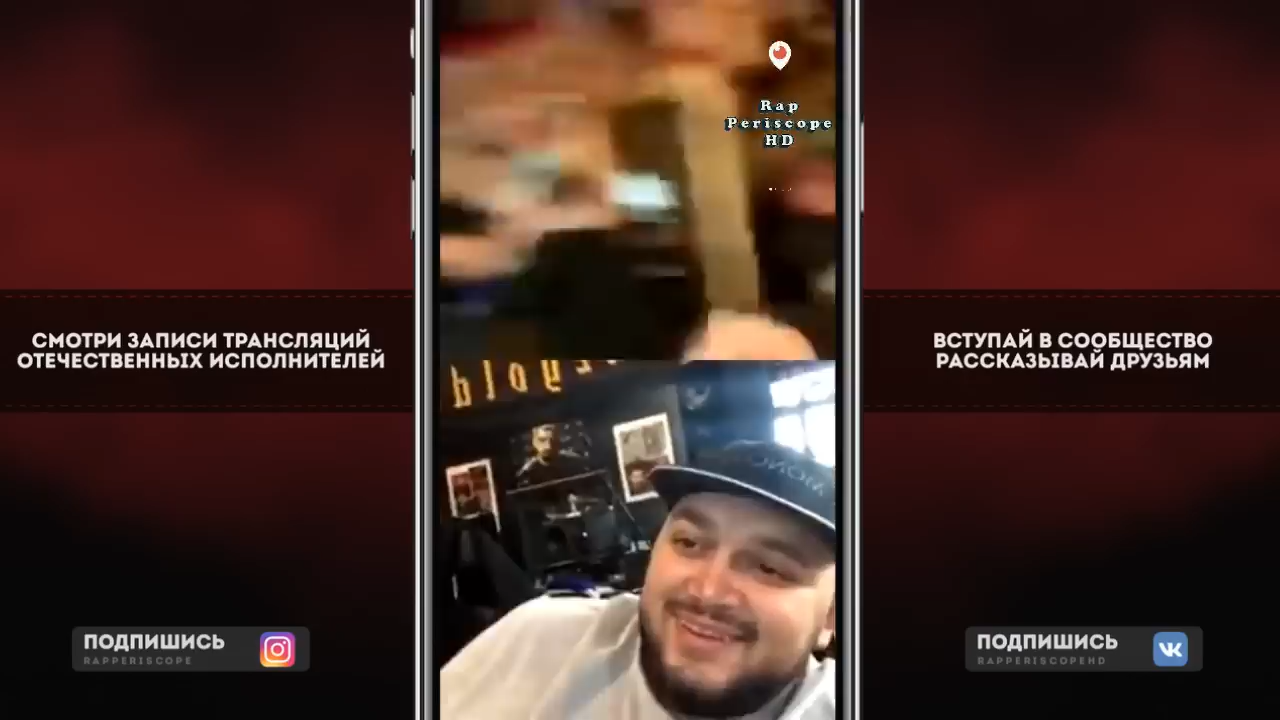 Rap
Periscope
HD
СМОТРИ ЗАПИСИ ТРАНСЛЯЦИЙ
ОТЕЧЕСТВЕННЫХ ИСПОЛНИТЕЛЕЙ
ВСТУПАЙ В СООБЩЕСТВО
РАССКАЗЫВАЙ ДРУЗЬЯМ
ПОДПИШИСЬ
RAPPERISCOPE
ПОДПИШИСЬ
RAPPERISCOPEHD